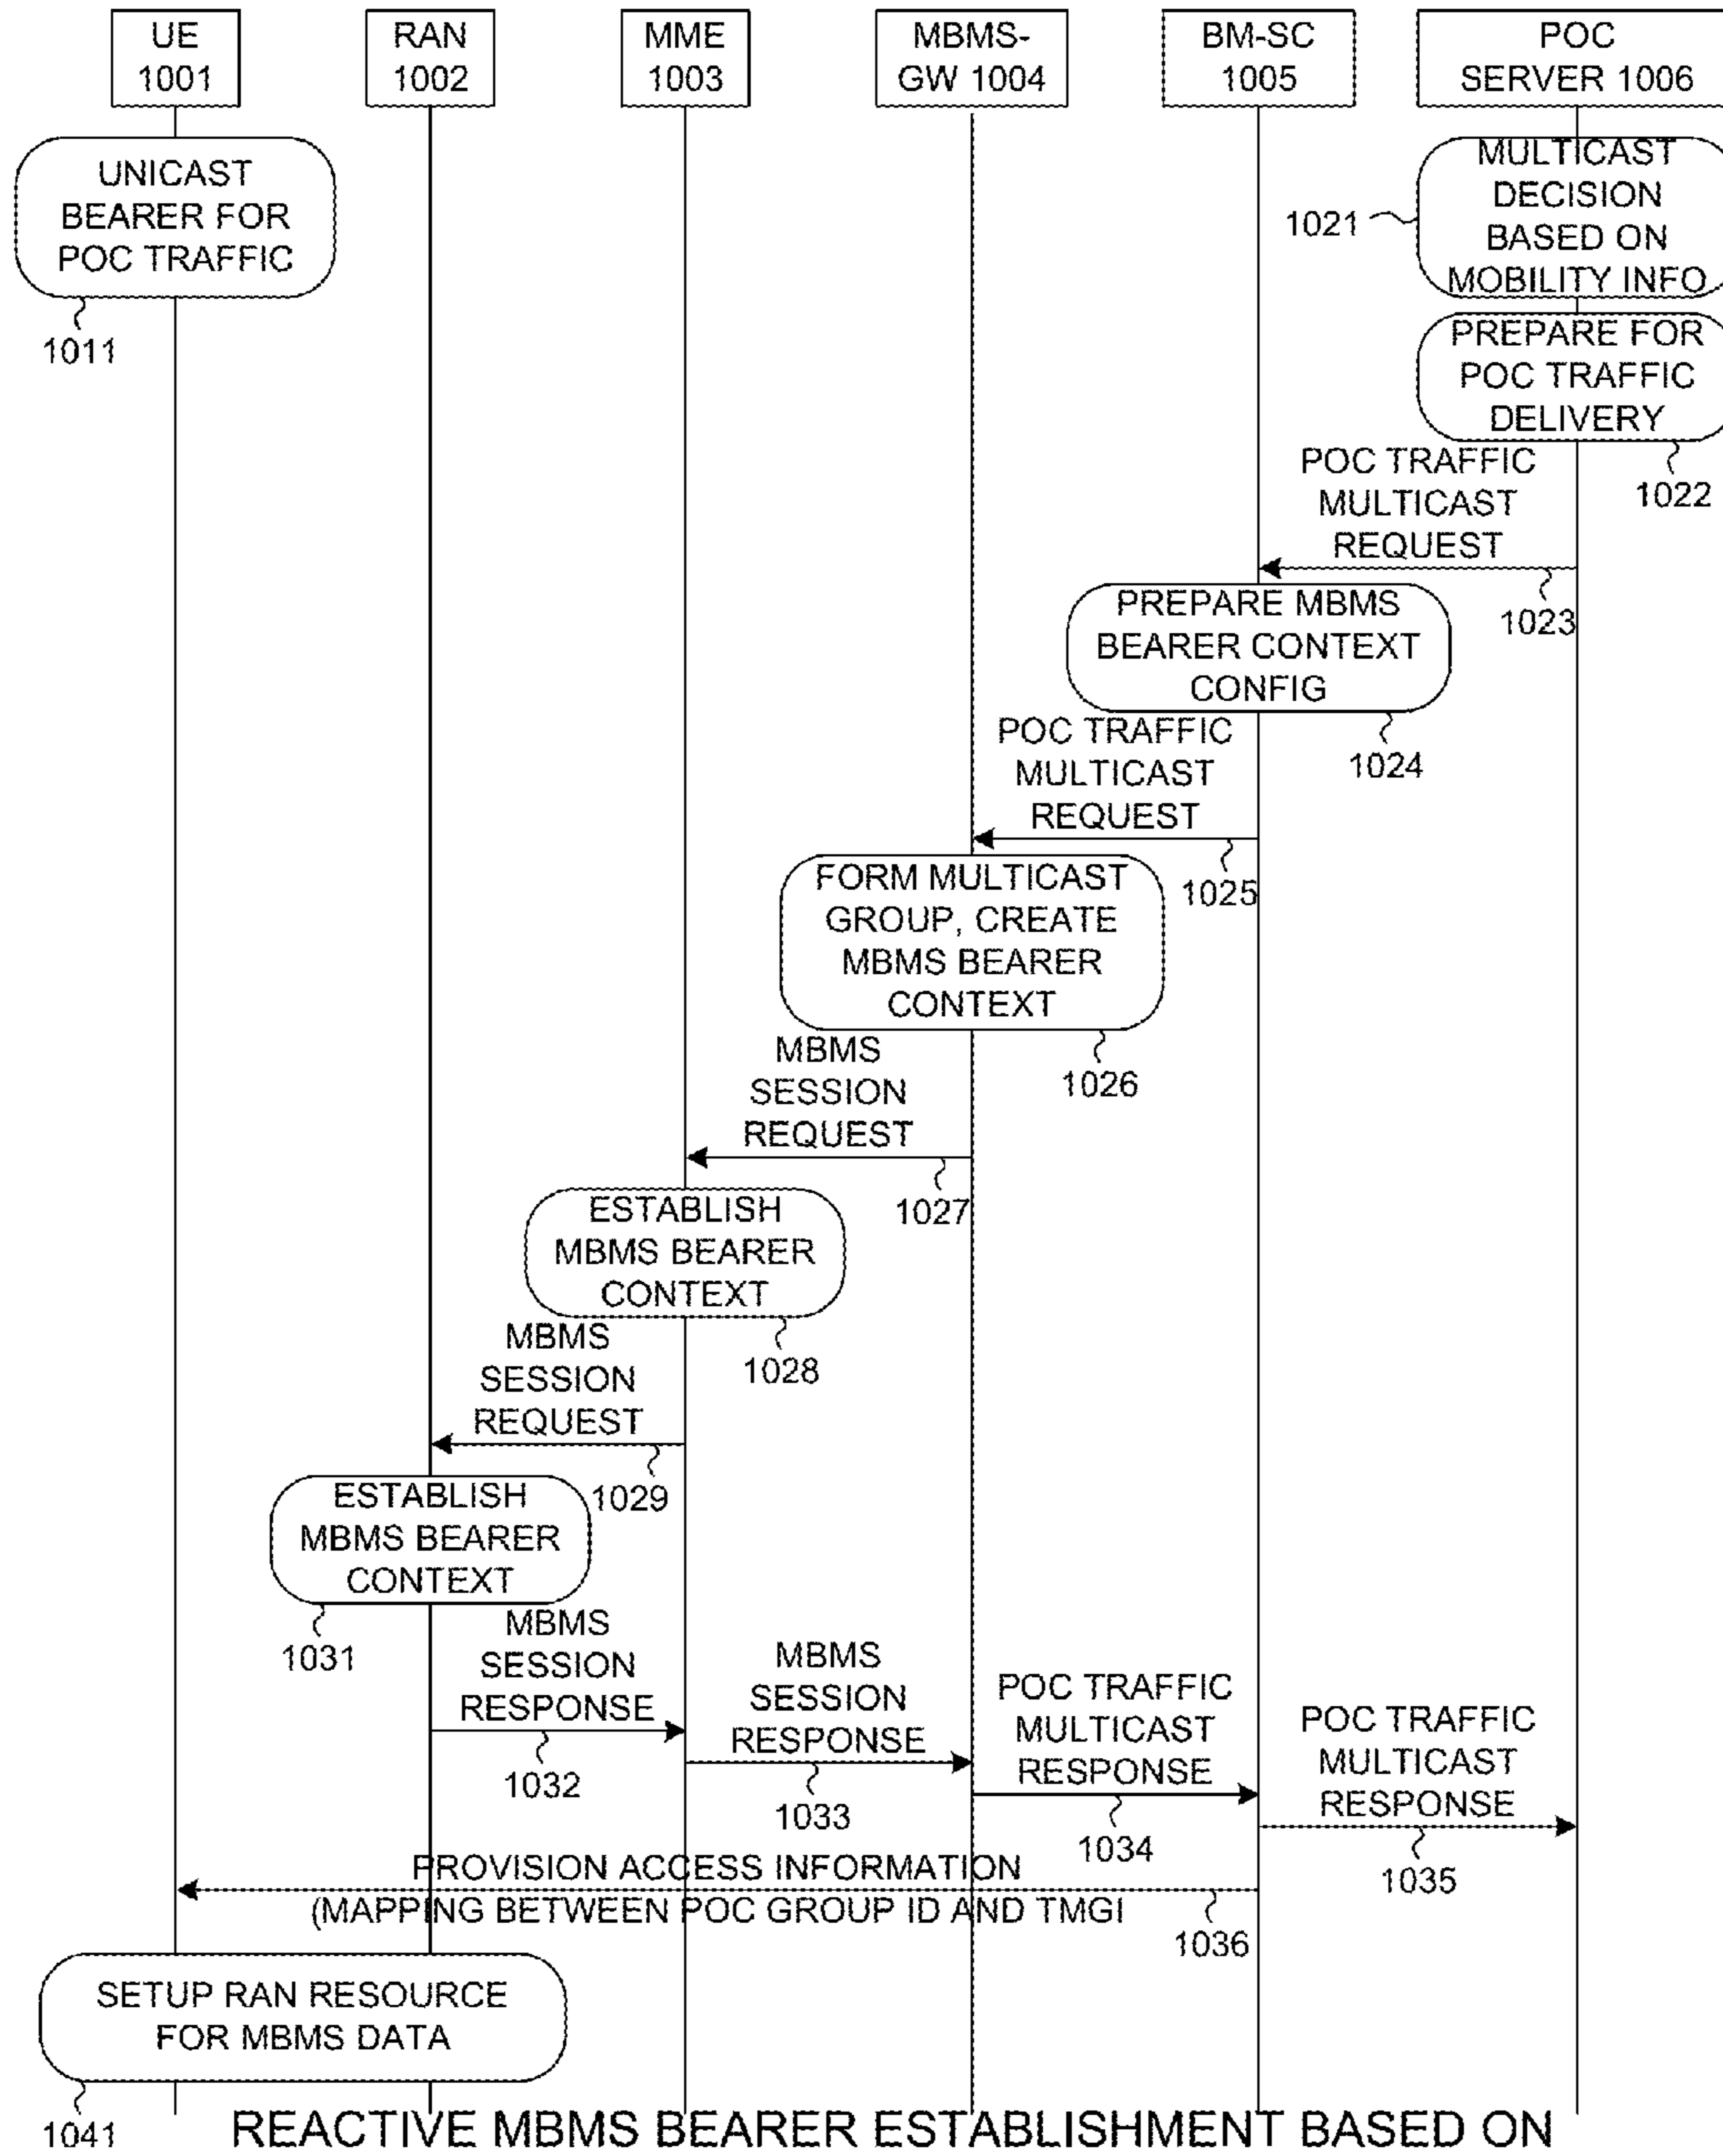 UE
1001
RAN
1002
MME
1003
MBMS-
GW 1004
BM-SC
1005
POC
SERVER 1006
UNICAST
BEARER FOR
POC TRAFFIC
1011
MULTICAST
DECISION
BASED ON
MOBILITY INFO
1021
PREPARE FOR
POC TRAFFIC
DELIVERY
1022
POC TRAFFIC
MULTICAST
REQUEST
1023
PREPARE MBMS
BEARER CONTEXT
CONFIG
1024
POC TRAFFIC
MULTICAST
REQUEST
1025
FORM MULTICAST
GROUP, CREATE
MBMS BEARER
CONTEXT
1026
MBMS
SESSION
REQUEST
1027
ESTABLISH
MBMS BEARER
CONTEXT
1028
MBMS
SESSION
REQUEST
1029
ESTABLISH
MBMS BEARER
CONTEXT
1031
MBMS
SESSION
RESPONSE
1032
MBMS
SESSION
RESPONSE
1033
POC TRAFFIC
MULTICAST
RESPONSE
1034
POC TRAFFIC
MULTICAST
RESPONSE
1035
PROVISION ACCESS INFORMATION
(MAPPING BETWEEN POC GROUP ID AND TMGI
1036
SETUP RAN RESOURCE
FOR MBMS DATA
1041
REACTIVE MBMS BEARER ESTABLISHMENT BASED ON